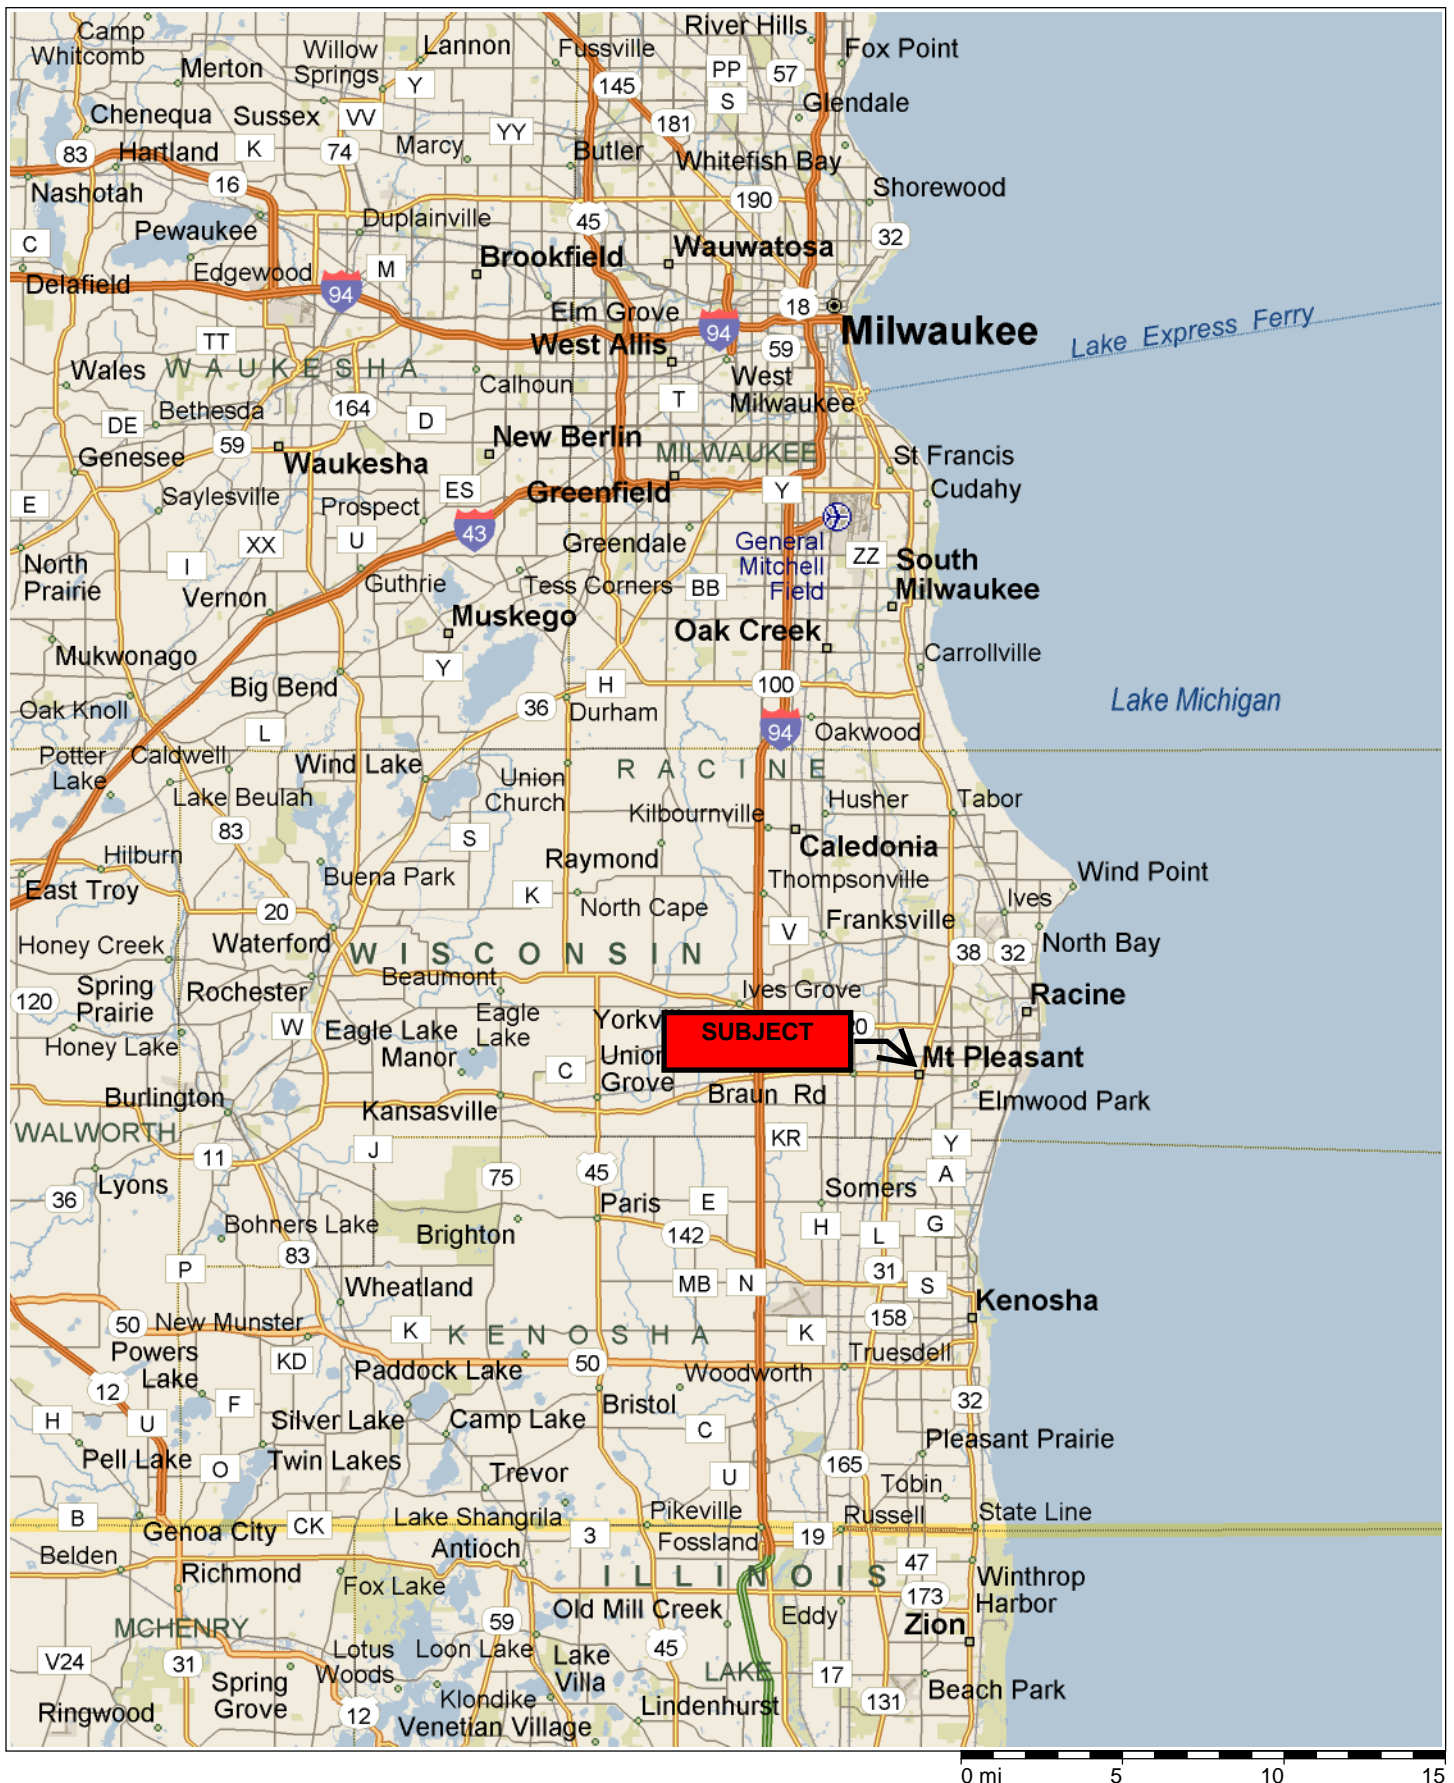 Camp
Whitcomb
Merton
Willow
Springs
Lannon
Fussville
River Hills
Fox Point
Y
145
PP
57
S
Glendale
Chenequa
Sussex
VV
YY
181
83
Hartland
K
74
Marcy
Butler
Whitefish Bay
Nashotah
16
190
Shorewood
Pewaukee
Duplainville
45
32
C
Edgewood
M
Brookfield
Wauwatosa
Delafield
94
Elm Grove
18
TT
West Allis
94
59
Milwaukee
Lake Express Ferry
Wales
WAUKESHA
Calhoun
West
Milwaukee
T
DE
Bethesda
164
D
59
New Berlin
MILWAUKEE
St Francis
Genesee
Waukesha
E
Saylesville
Prospect
ES
Greenfield
Y
Cudahy
43
XX
U
Greendale
General
Mitchell
Field
ZZ
South
Milwaukee
North
Prairie
I
Vernon
Guthrie
Tess Corners
BB
Muskego
Oak Creek
Mukwonago
Y
Carrollville
Big Bend
H
100
Oak Knoll
36
Durham
Lake Michigan
L
94
Oakwood
Potter
Lake
Caldwell
Wind Lake
Union
Church
RACINE
Lake Beulah
Kilbournville
Husher
Tabor
83
S
Caledonia
Hilburn
Raymond
East Troy
Buena Park
K
Thompsonville
Wind Point
Ives
20
North Cape
V
Franksville
Honey Creek
Waterford
WISCONSIN
38
32
North Bay
Beaumont
120
Spring
Prairie
Rochester
Ives Grove
Racine
W
Eagle Lake
Manor
Eagle
Lake
Yorkv
SUBJECT
20
Honey Lake
C
Union
Grove
Mt Pleasant
Burlington
Kansasville
Braun Rd
Elmwood Park
WALWORTH
J
KR
Y
11
75
45
A
36
Lyons
Paris
E
Somers
Bohners Lake
Brighton
142
H
L
G
83
P
31
Wheatland
MB
N
S
Kenosha
50
New Munster
K
KENOSHA
K
158
Powers
Lake
KD
Paddock Lake
50
Woodworth
Truesdell
12
F
32
H
U
Silver Lake
Camp Lake
Bristol
C
Pell Lake
O
Twin Lakes
Pleasant Prairie
Trevor
U
165
Tobin
B
Genoa City
CK
Lake Shangrila
3
Pikeville
19
Russell
State Line
Belden
Antioch
Fossland
47
Richmond
Fox Lake
ILLINOIS
Winthrop
Harbor
173
MCHENRY
59
Old Mill Creek
Eddy
Zion
V24
31
Lotus
Woods
Loon Lake
Lake
Villa
45
LAKE
17
Spring
Grove
Klondike
Lindenhurst
131
Beach Park
Ringwood
12
Venetian Village
0 mi 5 10 15